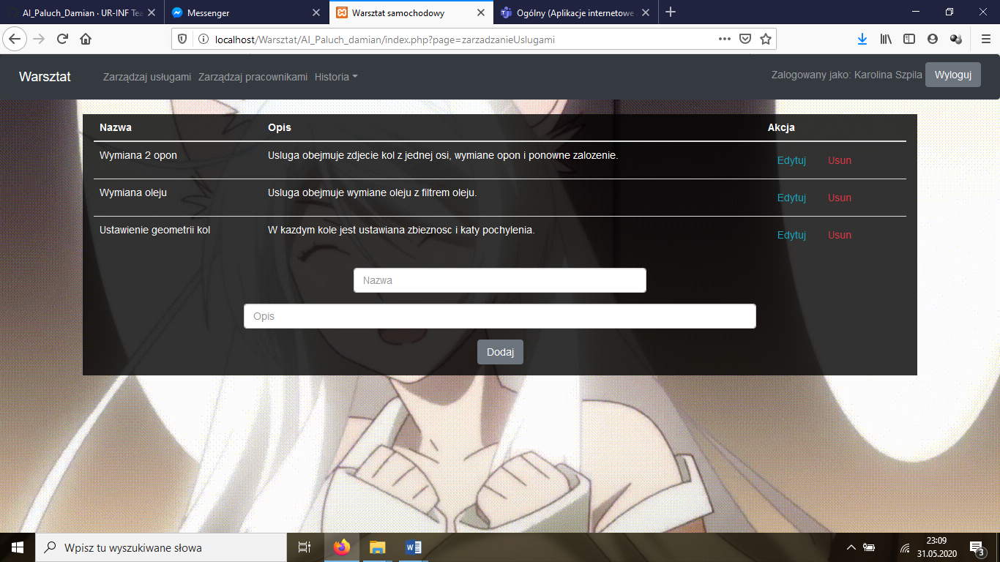 AI_Paluch_Damian · UR-INF Tea
Messenger
Warsztat samochodowy
Ogólny (Aplikacje internetowe
localhost/Warsztat/AI_Paluch_damian/index.php?page=zarzadzanieUslugami
Warsztat
Zarządzaj usługami Zarządzaj pracownikami Historia
Zalogowany jako: Karolina Szpila Wyloguj
Nazwa Opis Akcja
Wymiana 2 opon Usluga obejmuje zdjecie kol z jednej osi, wymiane opon i ponowne zalozenie. Edytuj Usun
Wymiana oleju Usluga obejmuje wymiane oleju z filtrem oleju. Edytuj Usun
Ustawienie geometrii kol W kazdym kole jest ustawiana zbieznosc i katy pochylenia. Edytuj Usun
Nazwa
Opis
Dodaj
Wpisz tu wyszukiwane słowa
23:09
31.05.2020
3